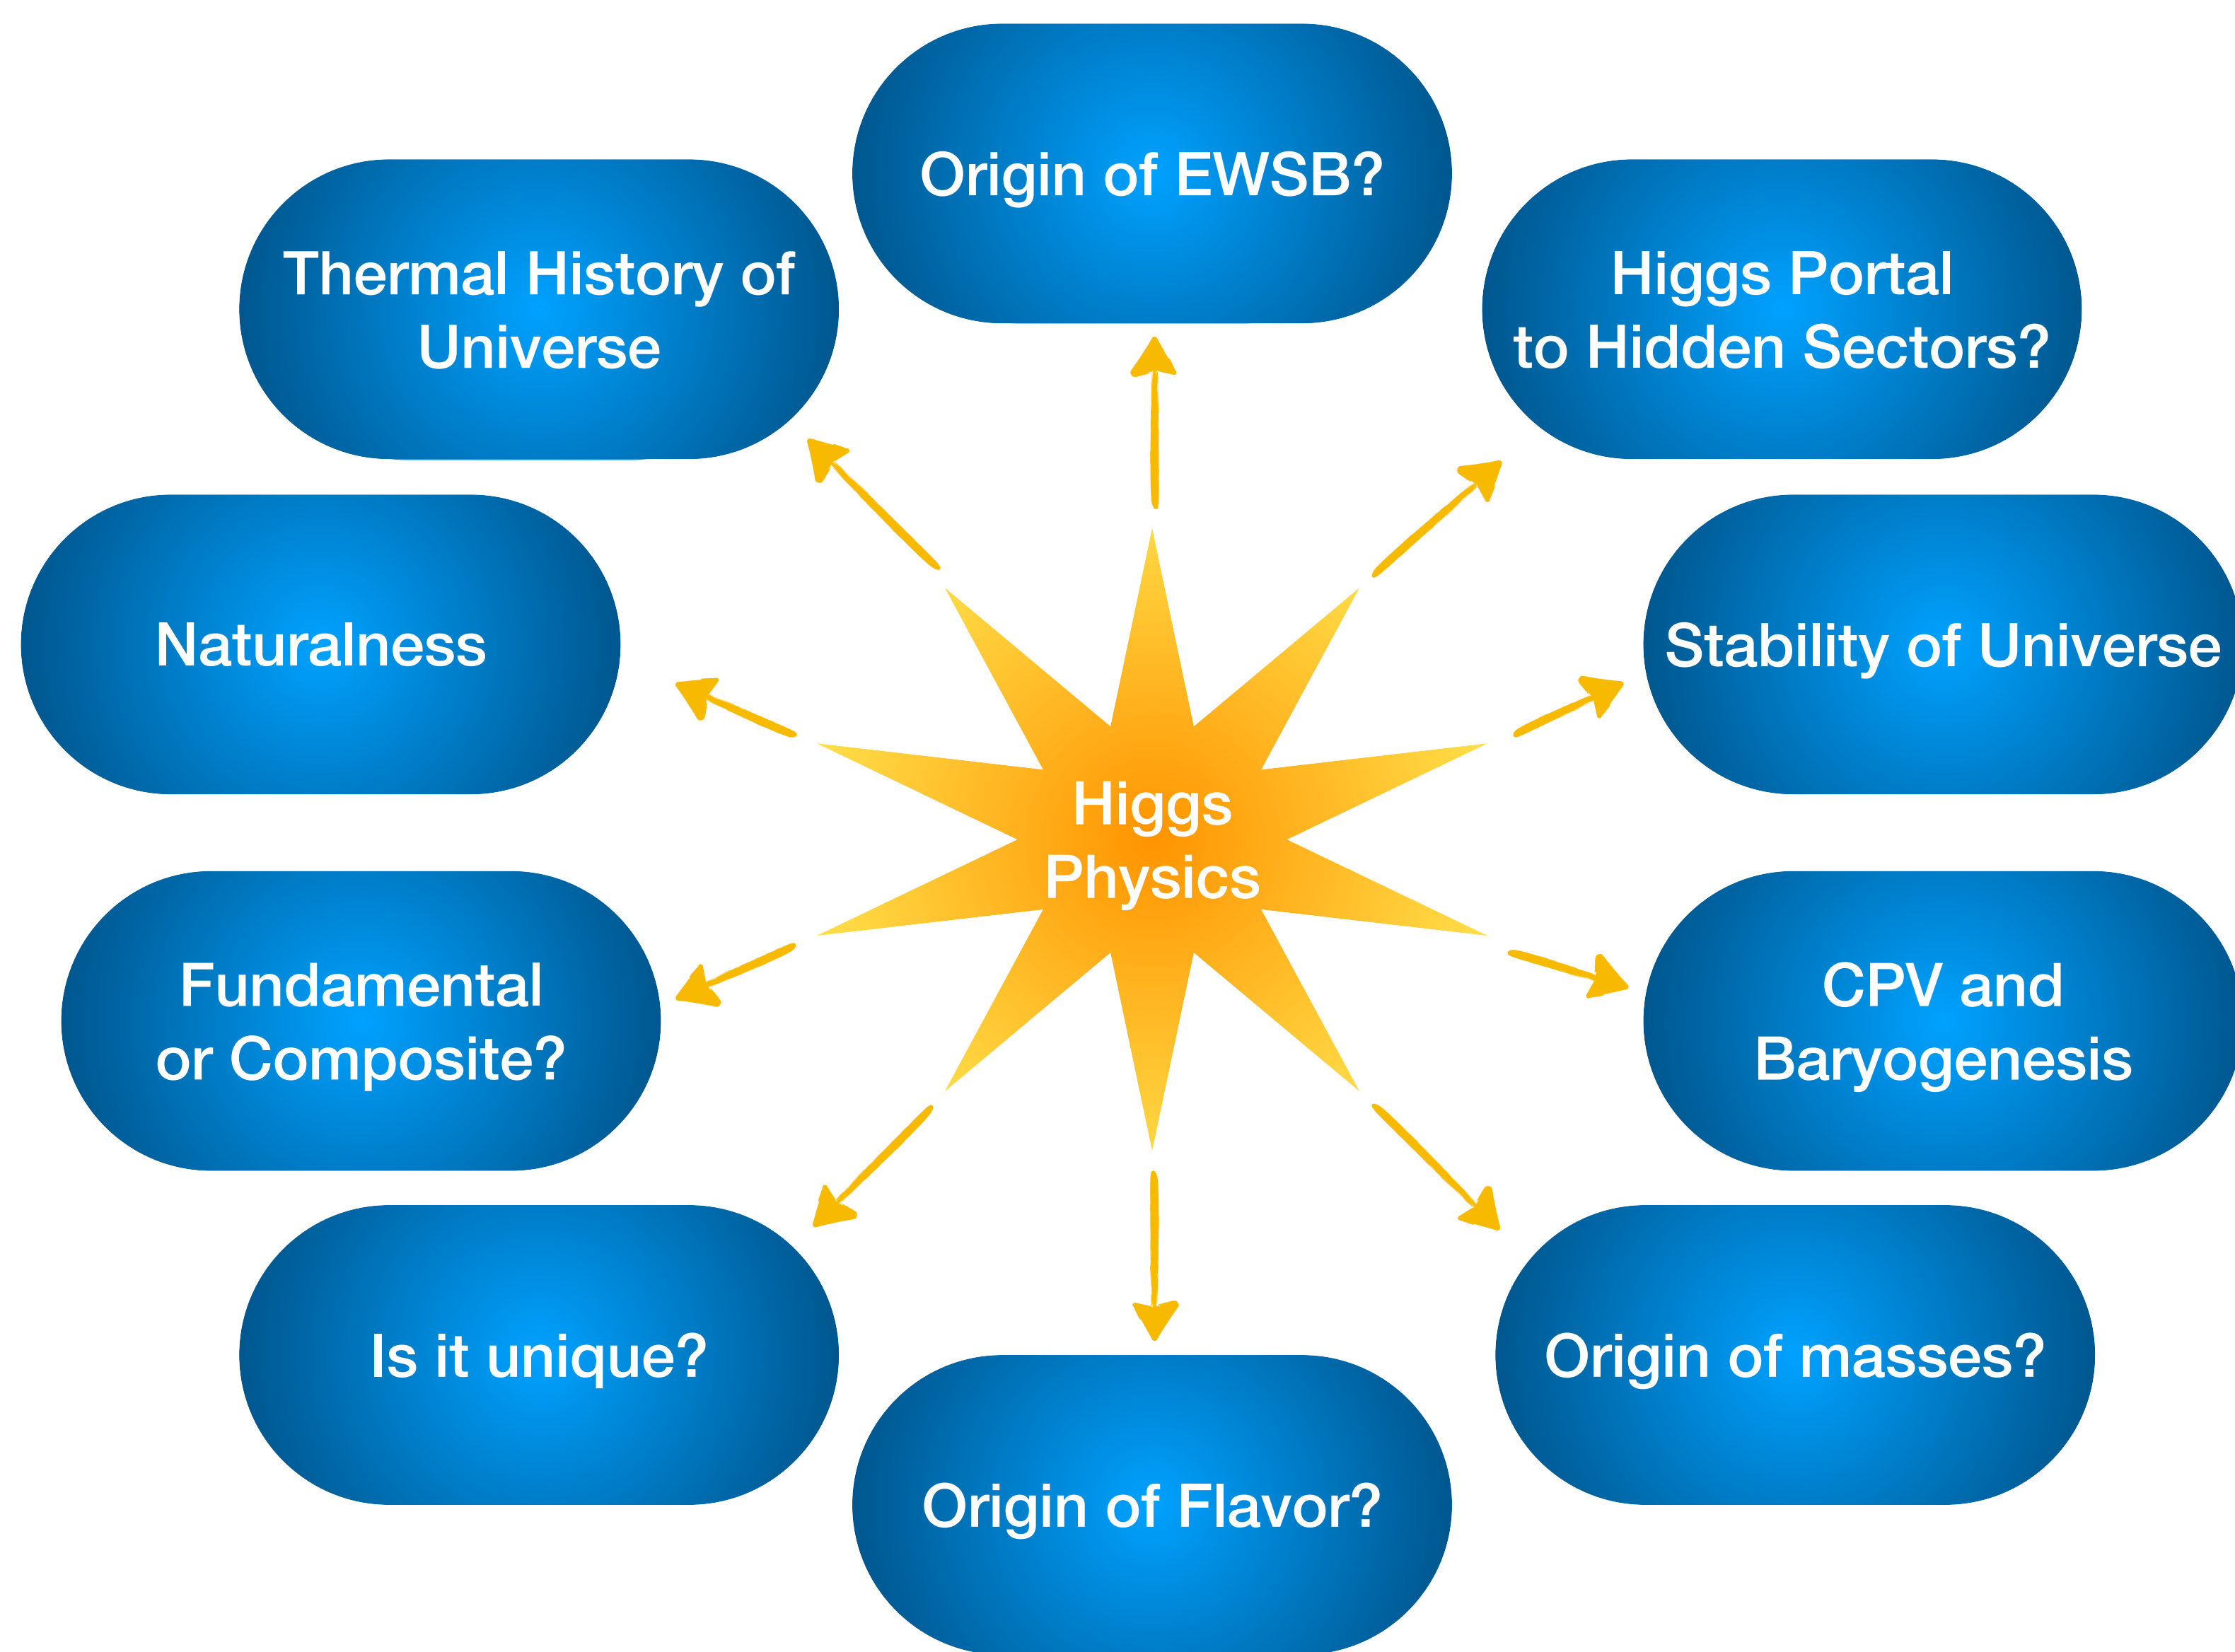 Origin of EWSB?
Thermal History of
Universe
Higgs Portal
to Hidden Sectors?
Naturalness
Stability of Universe
Higgs
Physics
Fundamental
or Composite?
CPV and
Baryogenesis
Is it unique?
Origin of masses?
Origin of Flavor?